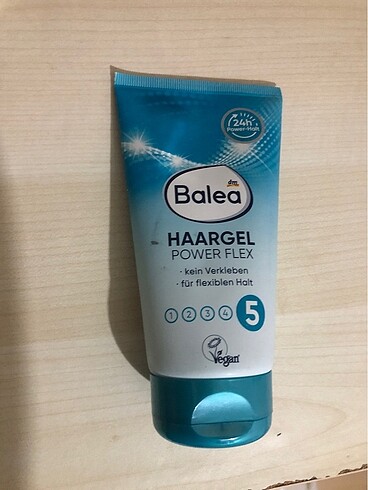 24h
Power-Halt
dm
Balea
HAARGEL
POWER FLEX
· kein Verkleben
· für flexiblen Halt
1 2 3 4 5
Vegan